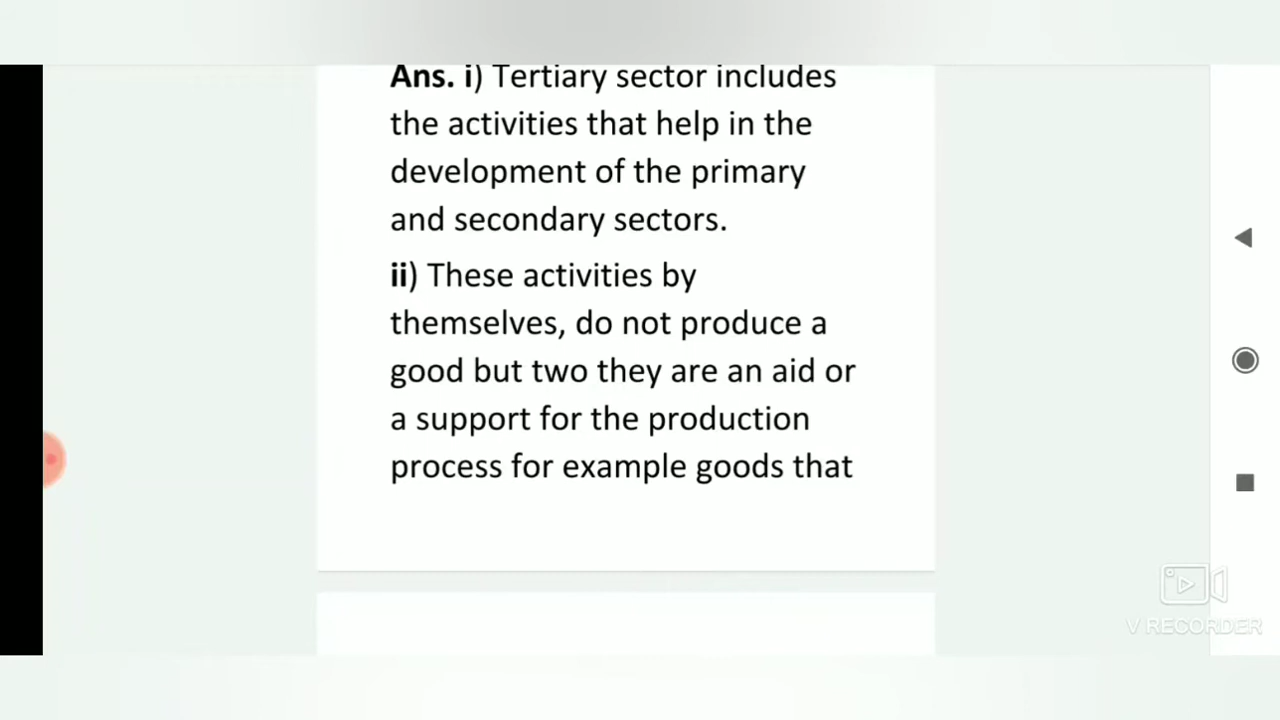 Ans. i) Tertiary sector includes
the activities that help in the
development of the primary
and secondary sectors.
ii) These activities by
themselves, do not produce a
good but two they are an aid or
a support for the production
process for example goods that
V RECORDER